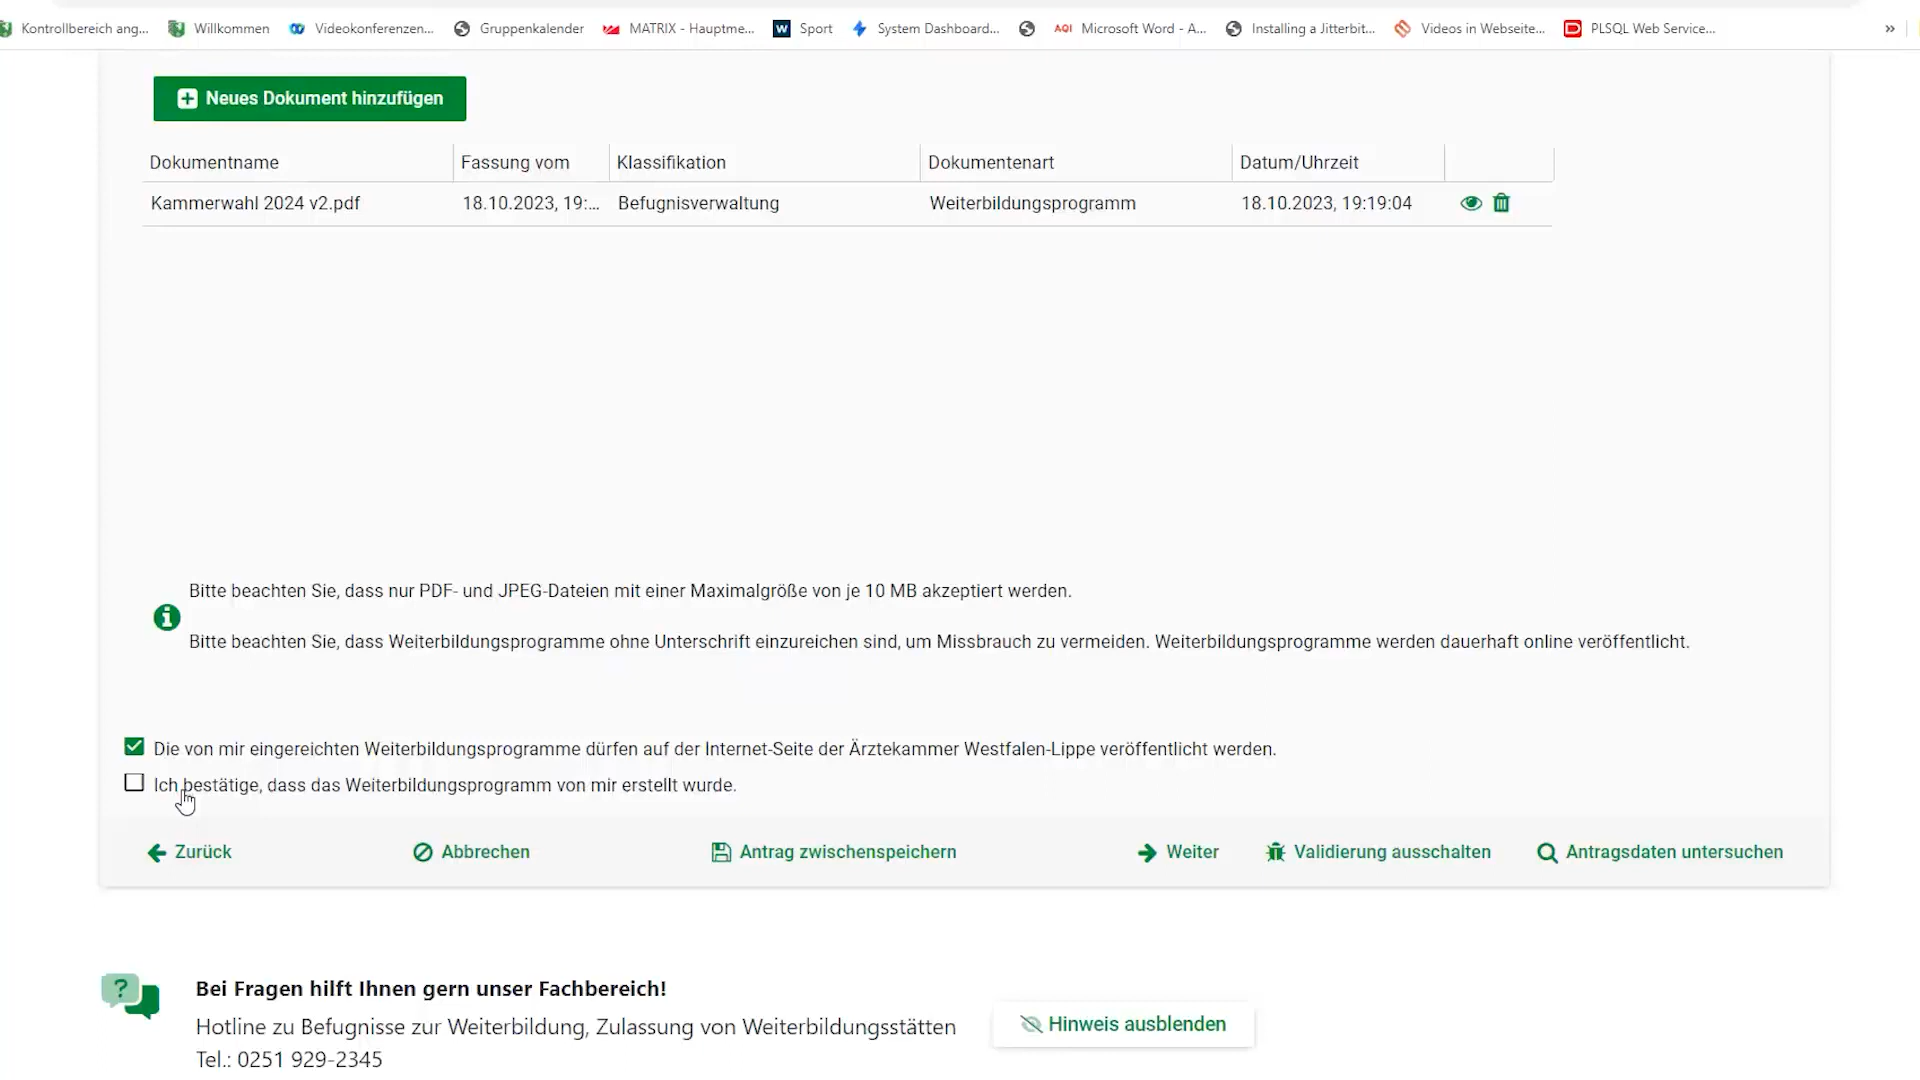 Kontrollbereich ang... Willkommen Videokonferenzen... Gruppenkalender MATRIX - Hauptme... W Sport System Dashboard... AQI Microsoft Word - A... Installing a Jitterbit... Videos in Webseite... PLSQL Web Service... »
Neues Dokument hinzufügen
Dokumentname Fassung vom Klassifikation Dokumentenart Datum/Uhrzeit
Kammerwahl 2024 v2.pdf 18.10.2023, 19:... Befugnisverwaltung Weiterbildungsprogramm 18.10.2023, 19:19:04
Bitte beachten Sie, dass nur PDF- und JPEG-Dateien mit einer Maximalgröße von je 10 MB akzeptiert werden.
Bitte beachten Sie, dass Weiterbildungsprogramme ohne Unterschrift einzureichen sind, um Missbrauch zu vermeiden. Weiterbildungsprogramme werden dauerhaft online veröffentlicht.
Die von mir eingereichten Weiterbildungsprogramme dürfen auf der Internet-Seite der Ärztekammer Westfalen-Lippe veröffentlicht werden.
Ich bestätige, dass das Weiterbildungsprogramm von mir erstellt wurde.
Zurück Abbrechen Antrag zwischenspeichern Weiter Validierung ausschalten Antragsdaten untersuchen
Bei Fragen hilft Ihnen gern unser Fachbereich!
Hotline zu Befugnisse zur Weiterbildung, Zulassung von Weiterbildungsstätten
Hinweis ausblenden
Tel.: 0251 929-2345